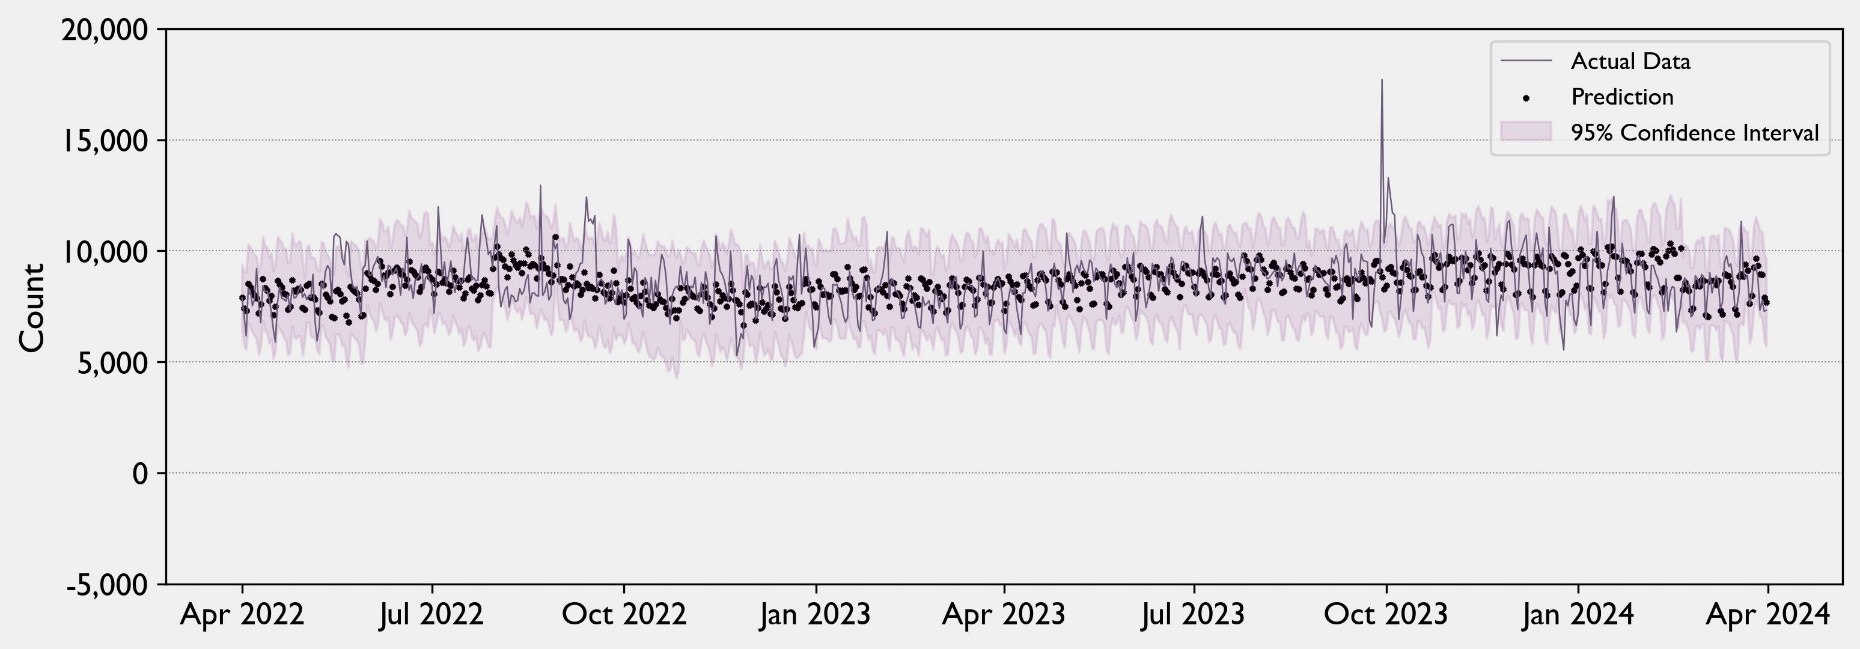 20,000
15,000
10,000
5,000
0
-5,000
Count
Actual Data
Prediction
95% Confidence Interval
Apr 2022 Jul 2022 Oct 2022 Jan 2023 Apr 2023 Jul 2023 Oct 2023 Jan 2024 Apr 2024